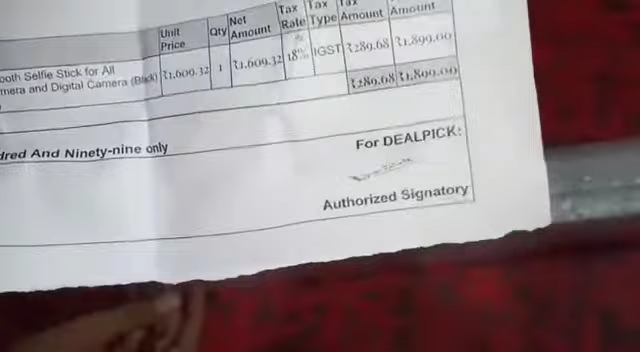 Unit Price Qty Net Amount Tax Rate Tax Type Tax Amount Amount
ooth Selfie Stick for All
mera and Digital Camera (Black) ₹1,609.32 1 ₹1,609.32 18% IGST ₹289.68 ₹1,899.00
₹289.68 ₹1,899.00
dred And Ninety-nine only
For DEALPICK:
Authorized Signatory